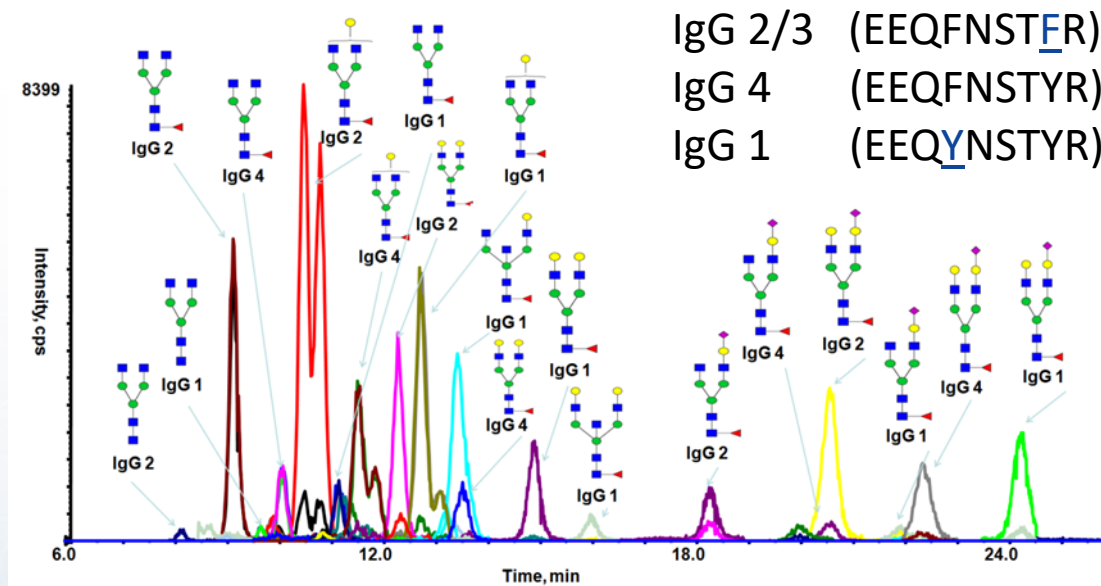 IgG 2/3 (EEQFNSTFR)
IgG 4 (EEQFNSTYR)
IgG 1 (EEQYNSTYR)
8399
Intensity, cps
IgG 2
IgG 4
IgG 2
IgG 1
IgG 1
IgG 4
IgG 2
IgG 1
IgG 1
IgG 4
IgG 1
IgG 2
IgG 1
IgG 2
IgG 4
IgG 2
IgG 1
IgG 4
IgG 1
6.0
12.0
18.0
24.0
Time, min